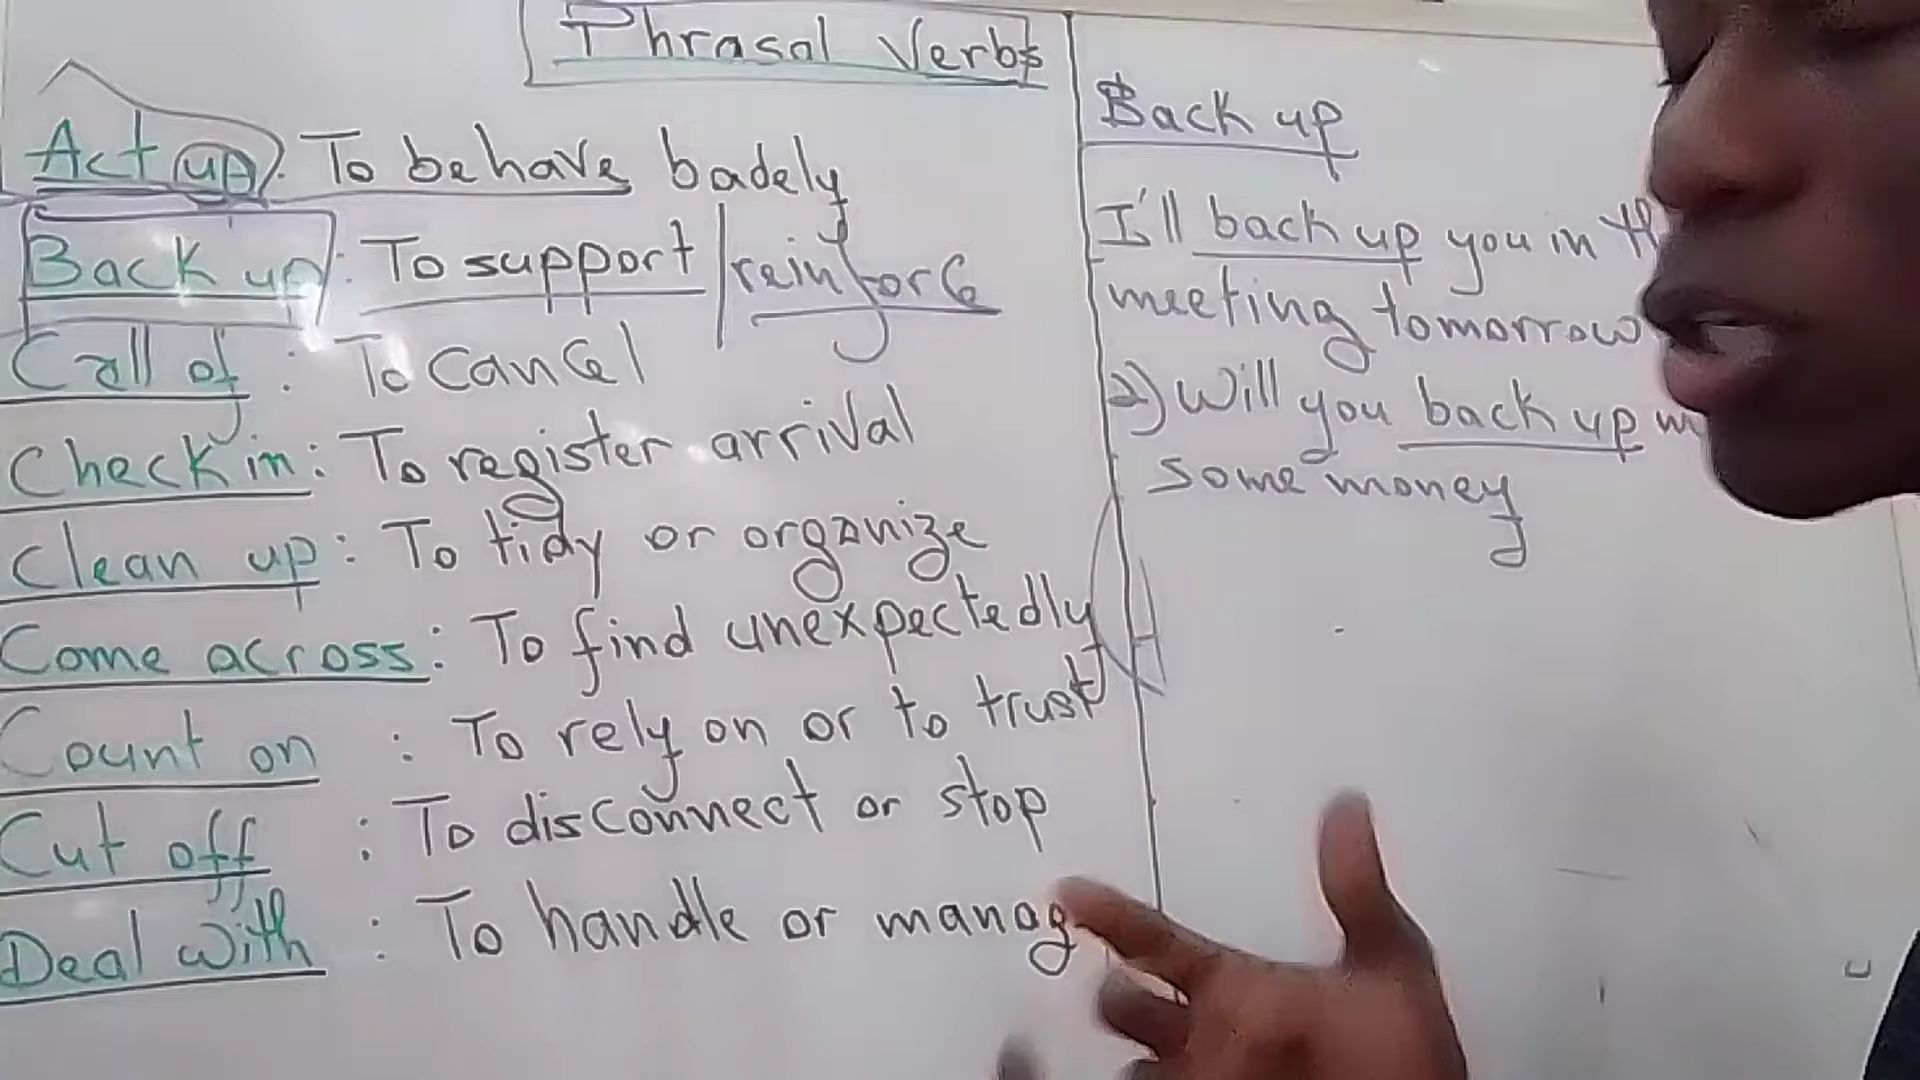 Phrasal Verbs
Act up: To behave badely
Back up: To support | reinforce
Call of : To cancel
Check in: To register arrival
Clean up: To tidy or organize
Come across: To find unexpectedly
Count on : To rely on or to trust
Cut off : To disconnect or stop
Deal with : To handle or manag
Back up
I'll back up you in
meeting tomorrow
2) Will you back up
some money